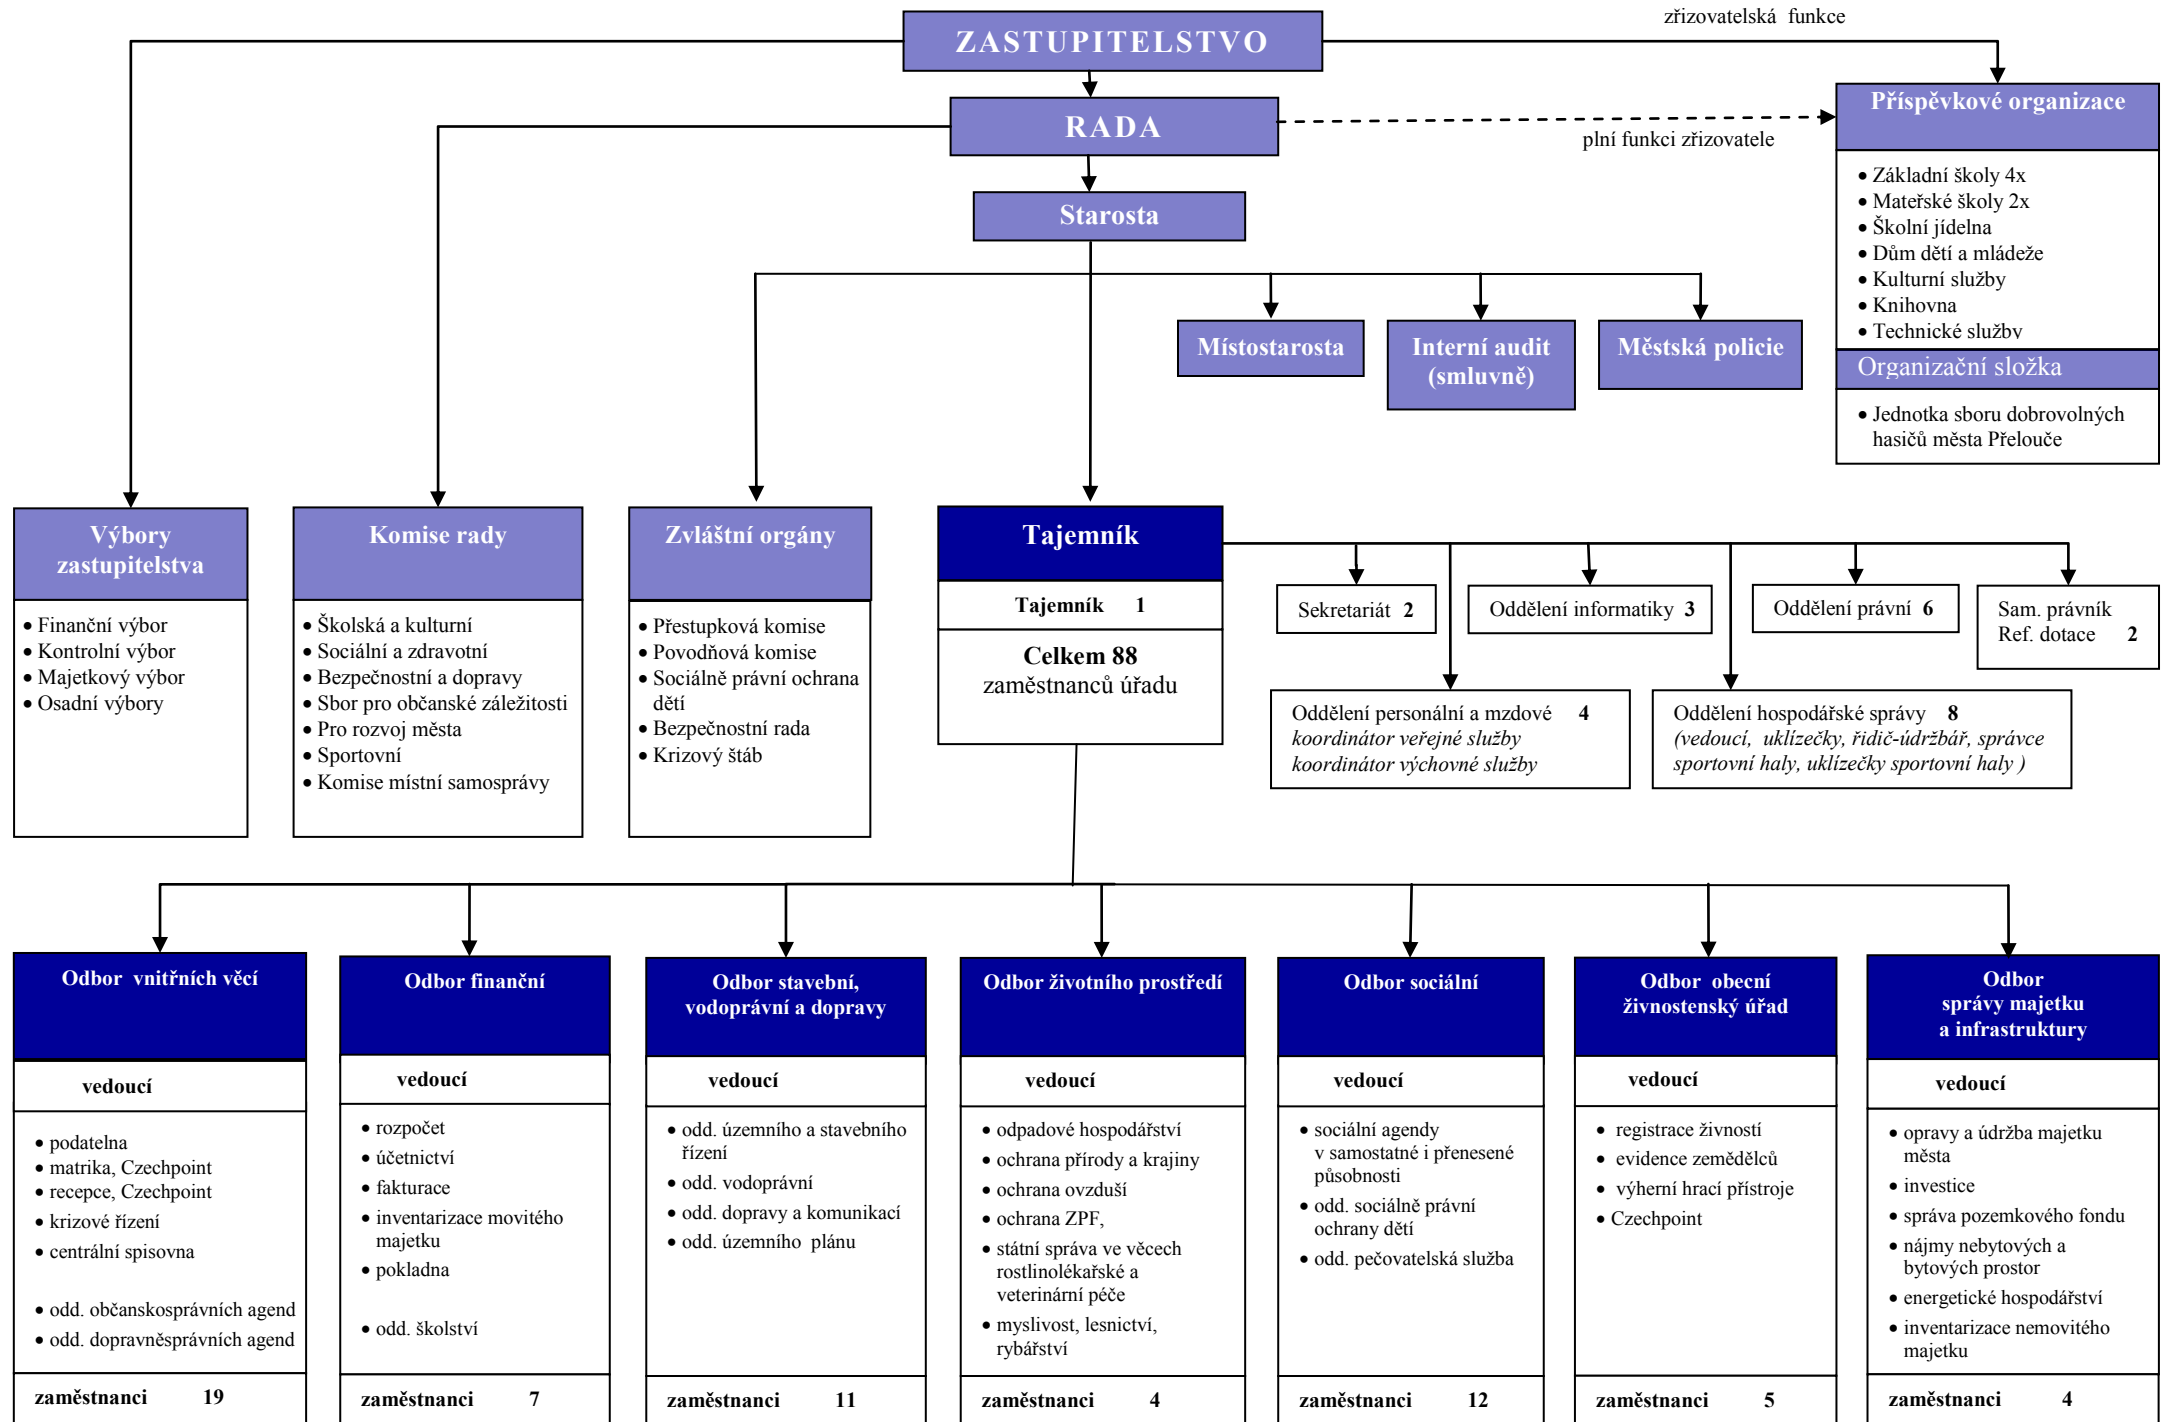 zřizovatelská funkce
ZASTUPITELSTVO
Příspěvkové organizace
RADA
plní funkci zřizovatele
• Základní školy 4x
• Mateřské školy 2x
• Školní jídelna
• Dům dětí a mládeže
• Kulturní služby
• Knihovna
• Technické služby
Starosta
Místostarosta
Interní audit
(smluvně)
Městská policie
Organizační složka
• Jednotka sboru dobrovolných
hasičů města Přelouče
Výbory
zastupitelstva
• Finanční výbor
• Kontrolní výbor
• Majetkový výbor
• Osadní výbory
Komise rady
• Školská a kulturní
• Sociální a zdravotní
• Bezpečnostní a dopravy
• Sbor pro občanské záležitosti
• Pro rozvoj města
• Sportovní
• Komise místní samosprávy
Zvláštní orgány
• Přestupková komise
• Povodňová komise
• Sociálně právní ochrana
dětí
• Bezpečnostní rada
• Krizový štáb
Tajemník
Tajemník 1
Celkem 88
zaměstnanců úřadu
Sekretariát 2
Oddělení informatiky 3
Oddělení právní 6
Sam. právník
Ref. dotace 2
Oddělení personální a mzdové 4
koordinátor veřejné služby
koordinátor výchovné služby
Oddělení hospodářské správy 8
(vedoucí, uklízečky, řidič-údržbář, správce
sportovní haly, uklízečky sportovní haly )
Odbor vnitřních věcí
vedoucí
• podatelna
• matrika, Czechpoint
• recepce, Czechpoint
• krizové řízení
• centrální spisovna
• odd. občanskosprávních agend
• odd. dopravněsprávních agend
zaměstnanci 19
Odbor finanční
vedoucí
• rozpočet
• účetnictví
• fakturace
• inventarizace movitého
majetku
• pokladna
• odd. školství
zaměstnanci 7
Odbor stavební,
vodoprávní a dopravy
vedoucí
• odd. územního a stavebního
řízení
• odd. vodoprávní
• odd. dopravy a komunikací
• odd. územního plánu
zaměstnanci 11
Odbor životního prostředí
vedoucí
• odpadové hospodářství
• ochrana přírody a krajiny
• ochrana ovzduší
• ochrana ZPF,
• státní správa ve věcech
rostlinolékařské a
veterinární péče
• myslivost, lesnictví,
rybářství
zaměstnanci 4
Odbor sociální
vedoucí
• sociální agendy
v samostatné i přenesené
působnosti
• odd. sociálně právní
ochrany dětí
• odd. pečovatelská služba
zaměstnanci 12
Odbor obecní
živnostenský úřad
vedoucí
• registrace živností
• evidence zemědělců
• výherní hrací přístroje
• Czechpoint
zaměstnanci 5
Odbor
správy majetku
a infrastruktury
vedoucí
• opravy a údržba majetku
města
• investice
• správa pozemkového fondu
• nájmy nebytových a
bytových prostor
• energetické hospodářství
• inventarizace nemovitého
majetku
zaměstnanci 4